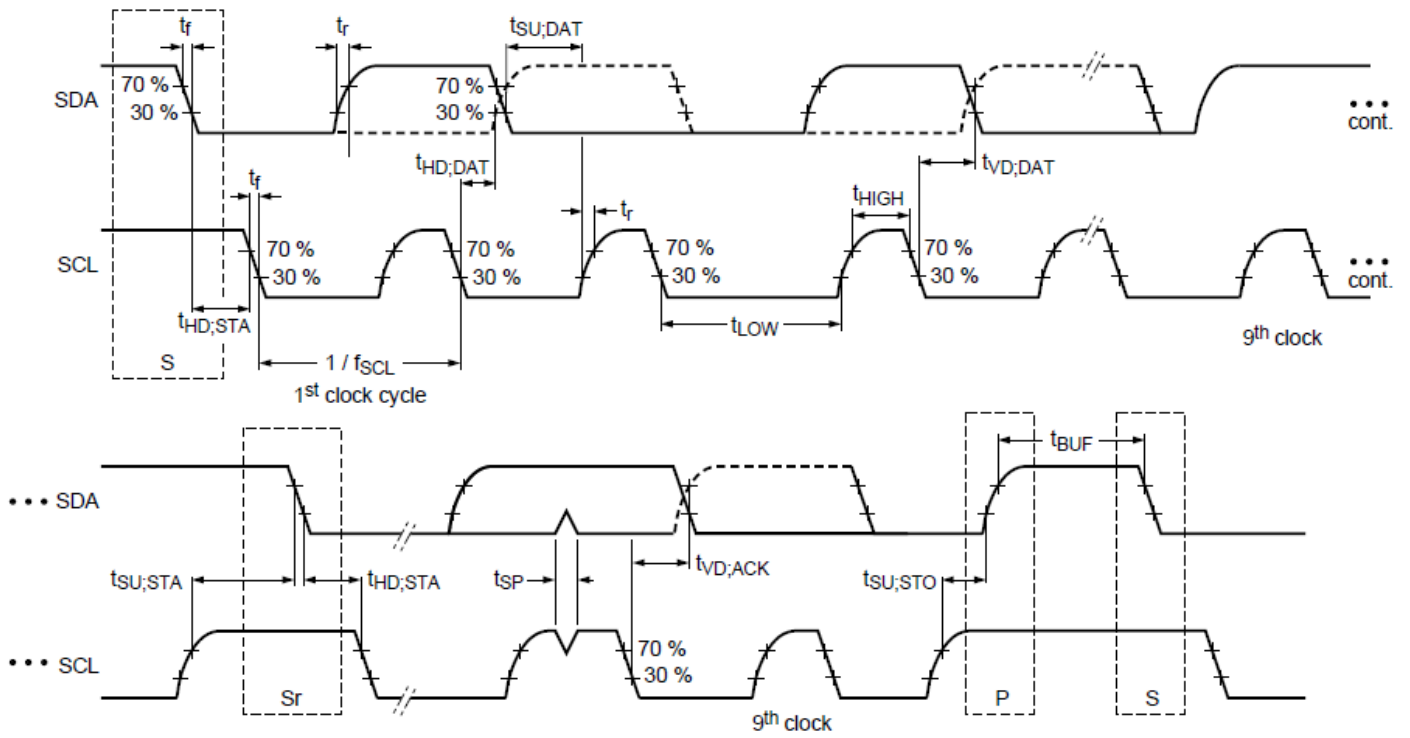 tf tr tSU;DAT
SDA 70 % 70 %
30 % 30 % cont.
tHD;DAT tVD;DAT
tf tr tHIGH
SCL 70 % 70 % 70 % 70 %
30 % 30 % 30 % 30 % cont.
tHD;STA tLOW
S 1 / fSCL 9th clock
1st clock cycle
tBUF
SDA
tSU;STA tHD;STA tSP tVD;ACK tSU;STO
70 %
SCL 30 %
Sr P S
9th clock